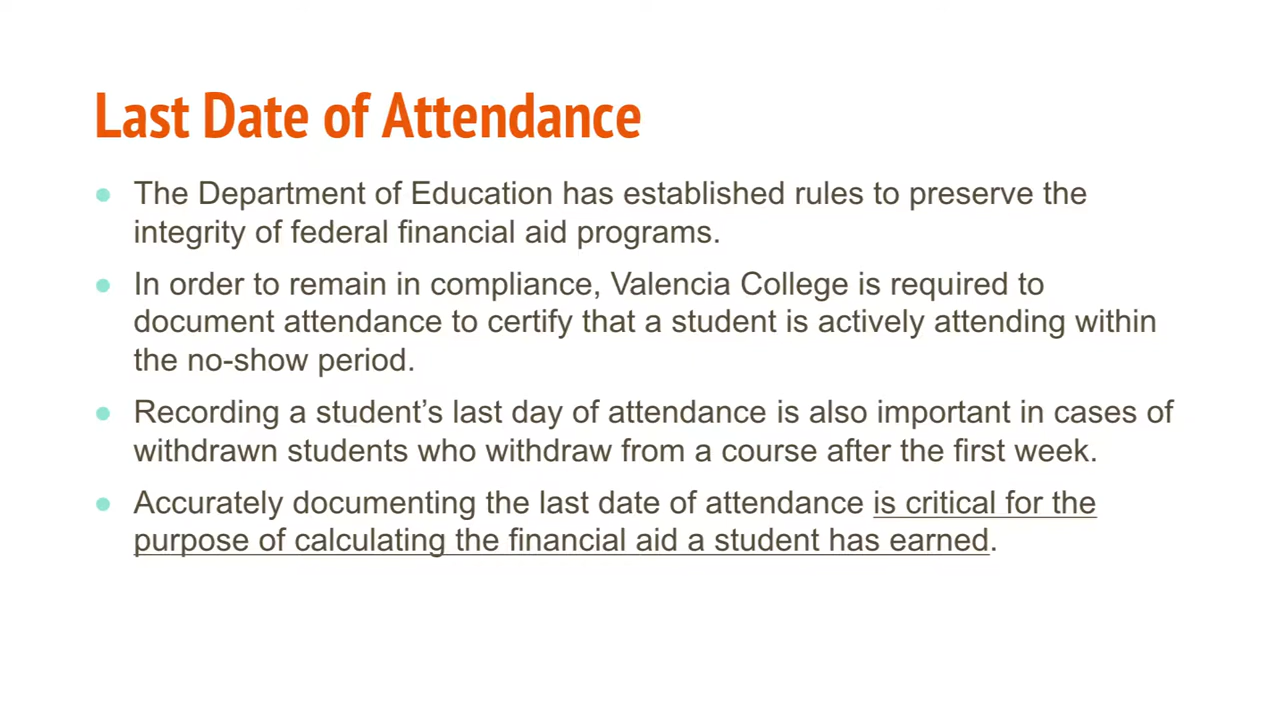 Last Date of Attendance
● The Department of Education has established rules to preserve the
integrity of federal financial aid programs.
● In order to remain in compliance, Valencia College is required to
document attendance to certify that a student is actively attending within
the no-show period.
● Recording a student’s last day of attendance is also important in cases of
withdrawn students who withdraw from a course after the first week.
● Accurately documenting the last date of attendance is critical for the
purpose of calculating the financial aid a student has earned.